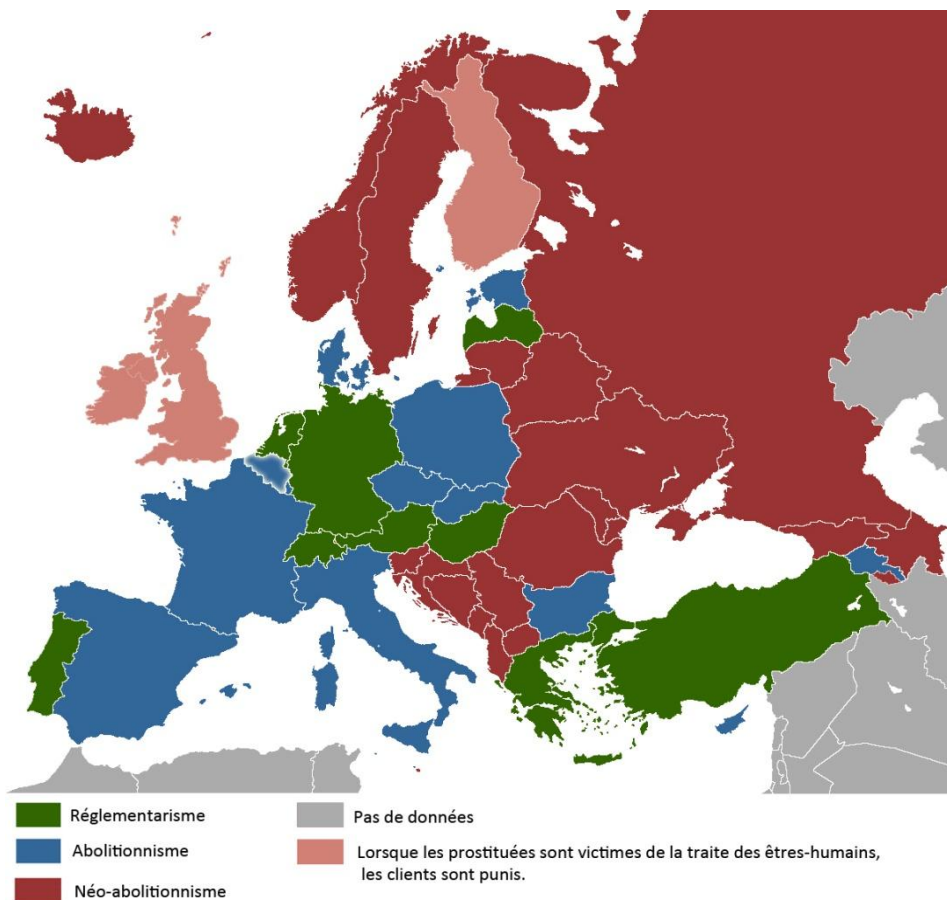 Réglementarisme
Abolitionnisme
Néo-abolitionnisme
Pas de données
Lorsque les prostituées sont victimes de la traite des êtres-humains,
les clients sont punis.